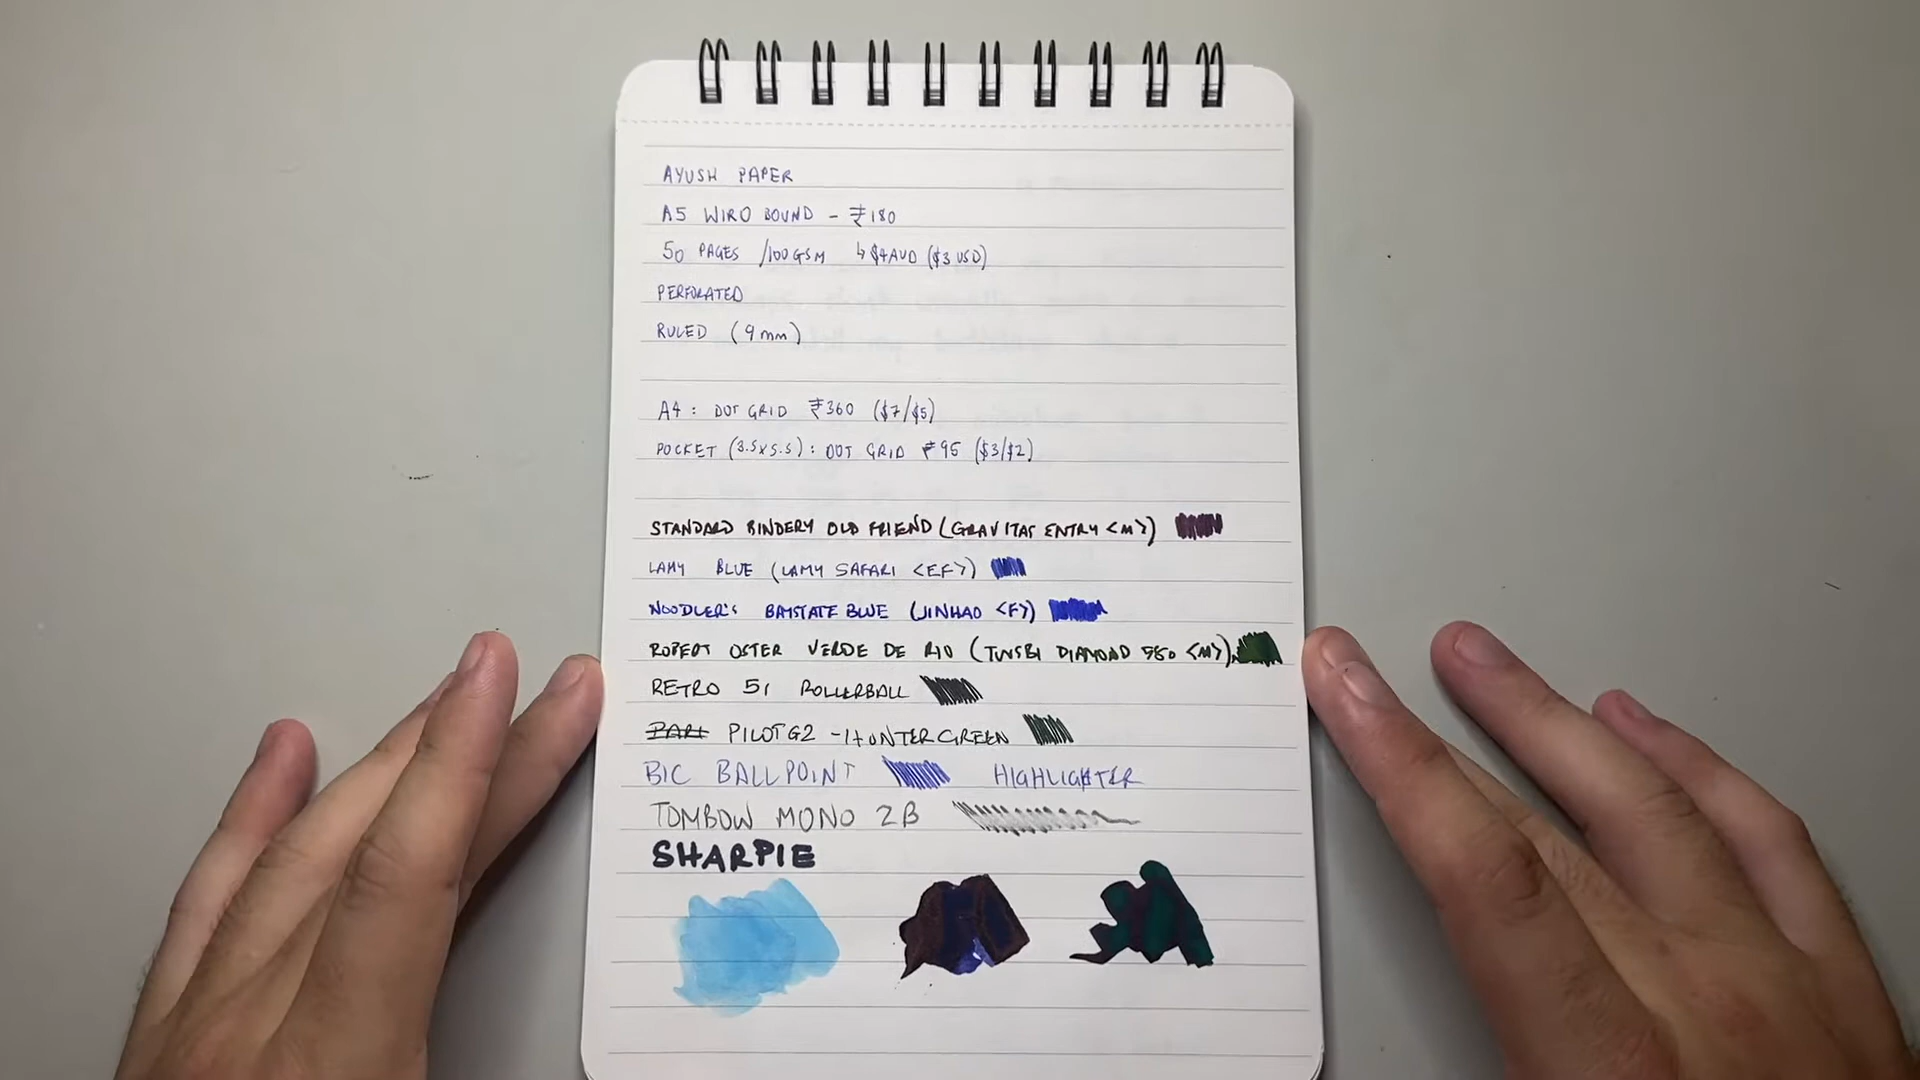 AYUSH PAPER
A5 WIRO BOUND - ₹180
50 PAGES /100GSM ↳ $4AUD ($3 USD)
PERFORATED
RULED (9mm)
A4: DOT GRID ₹360 ($7/$5)
POCKET (3.5x5.5): DOT GRID ₹95 ($3/$2)
STANDARD BINDERY OLD FRIEND (GRAVITAS ENTRY <M>)
LAMY BLUE (LAMY SAFARI <EF>)
NOODLER'S BAYSTATE BLUE (JINHAO <F>)
ROBERT OSTER VERDE DE RIO (TWSBI DIAMOND 580 <M>)
RETRO 51 ROLLERBALL
PILOT G2 - HUNTER GREEN
BIC BALLPOINT HIGHLIGHTER
TOMBOW MONO 2B
SHARPIE